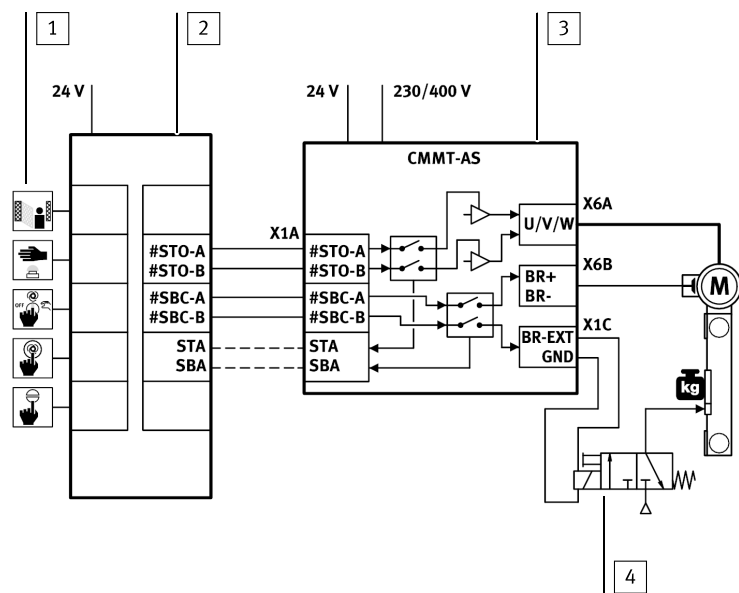 1
2
3
24 V
24 V
230/400 V
CMMT-AS
X1A
X6A
U/V/W
#STO-A
#STO-B
#STO-A
#STO-B
X6B
BR+
BR-
#SBC-A
#SBC-B
#SBC-A
#SBC-B
M
X1C
BR-EXT
GND
STA
SBA
STA
SBA
OFF
kg
4